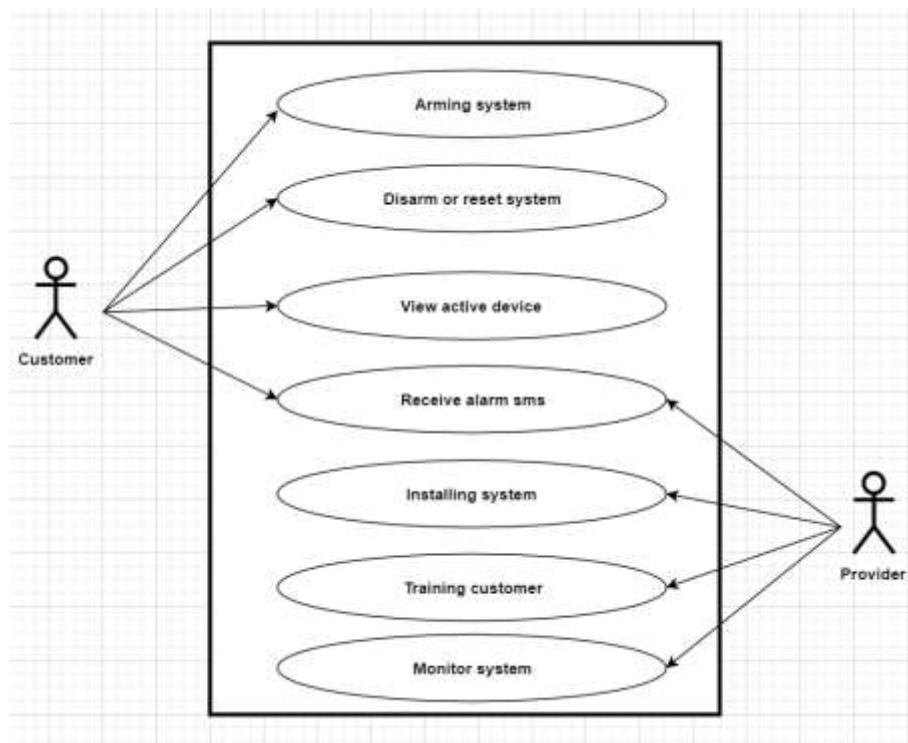 Arming system
Disarm or reset system
View active device
Customer
Receive alarm sms
Installing system
Provider
Training customer
Monitor system